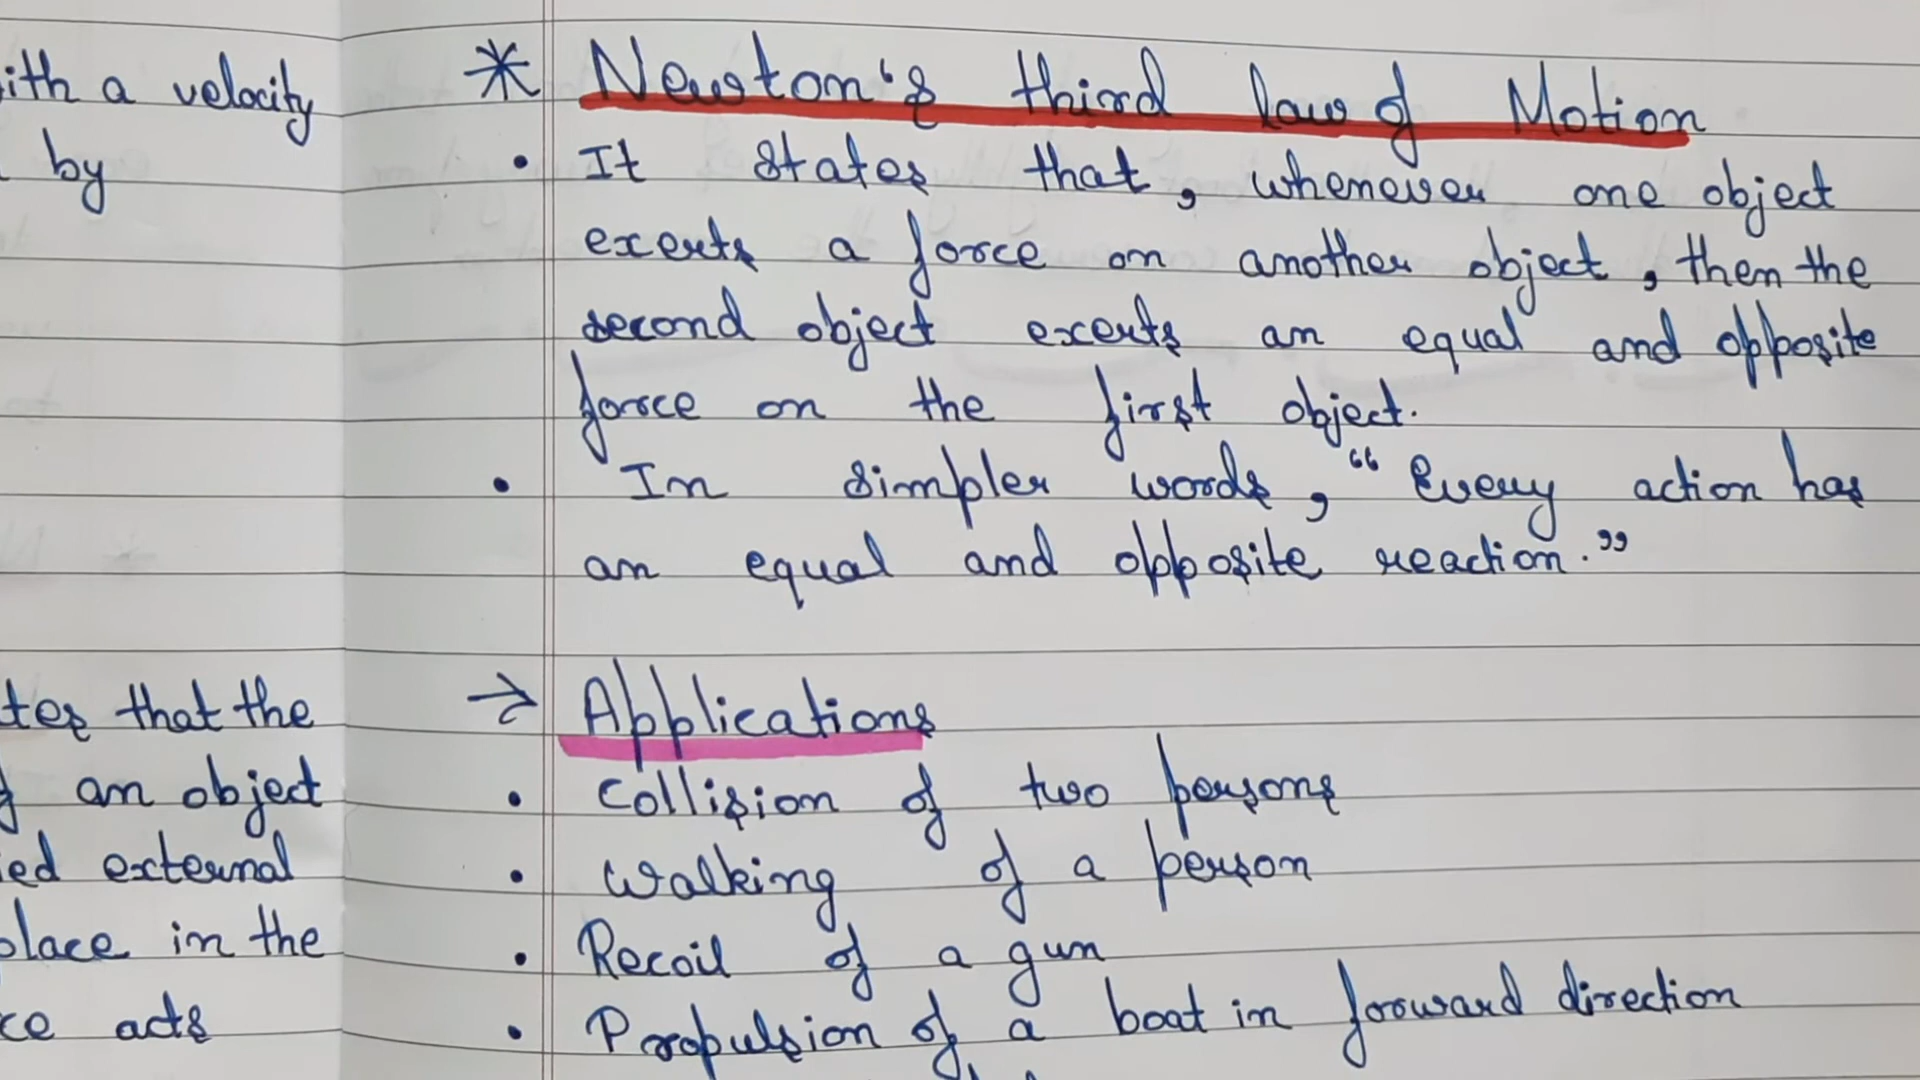 ith a velocity
by
tes that the
an object
ied external
place in the
ce acts
* Newton's third law of Motion
• It states that, whenever one object
exerts a force on another object, then the
second object exerts an equal and opposite
force on the first object.
• In simpler words, “Every action has
an equal and opposite reaction.”
→ Applications
• Collision of two persons
• Walking of a person
• Recoil of a gun
• Propulsion of a boat in forward direction